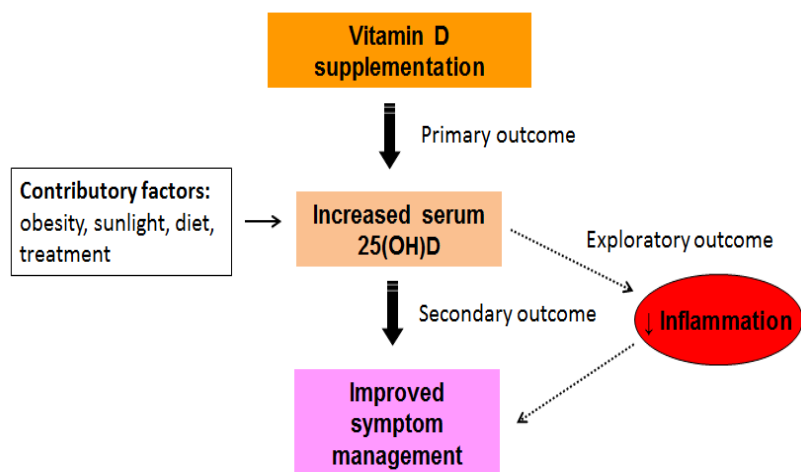 Vitamin D
supplementation
Primary outcome
Contributory factors:
obesity, sunlight, diet,
treatment
Increased serum
25(OH)D
Exploratory outcome
↓ Inflammation
Secondary outcome
Improved
symptom
management